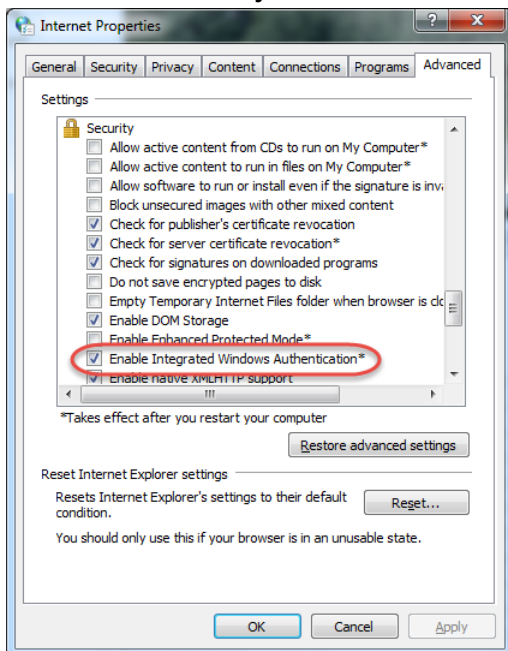 Internet Properties
General Security Privacy Content Connections Programs Advanced
Settings
Security
Allow active content from CDs to run on My Computer*
Allow active content to run in files on My Computer*
Allow software to run or install even if the signature is inva
Block unsecured images with other mixed content
Check for publisher's certificate revocation
Check for server certificate revocation*
Check for signatures on downloaded programs
Do not save encrypted pages to disk
Empty Temporary Internet Files folder when browser is clo
Enable DOM Storage
Enable Enhanced Protected Mode*
Enable Integrated Windows Authentication*
Enable native XMLHTTP support
*Takes effect after you restart your computer
Restore advanced settings
Reset Internet Explorer settings
Resets Internet Explorer's settings to their default
condition.
Reset...
You should only use this if your browser is in an unusable state.
OK Cancel Apply